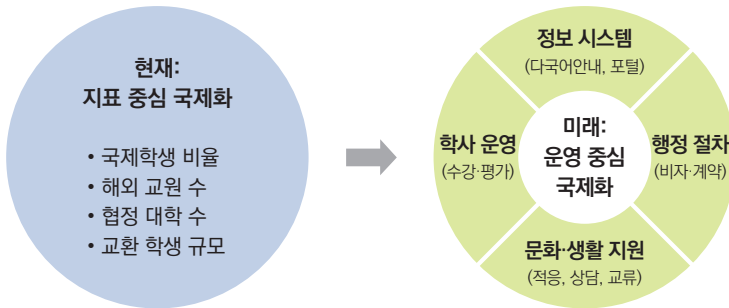 현재:
지표 중심 국제화
• 국제학생 비율
• 해외 교원 수
• 협정 대학 수
• 교환 학생 규모
정보 시스템
(다국어안내, 포털)
학사 운영
(수강·평가)
미래:
운영 중심
국제화
행정 절차
(비자·계약)
문화·생활 지원
(적응, 상담, 교류)